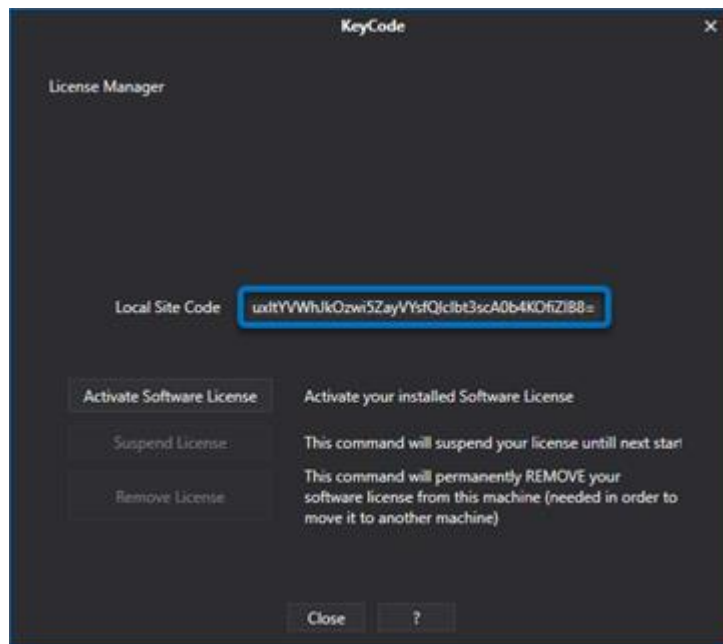 KeyCode
License Manager
Local Site Code
Activate Software License
Activate your installed Software License
Suspend License
This command will suspend your license untill next start
Remove License
This command will permanently REMOVE your
software license from this machine (needed in order to
move it to another machine)
Close
?